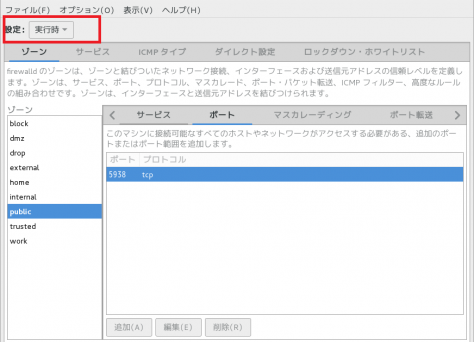 ファイル(F) オプション(O) 表示(V) ヘルプ(H)
設定: 実行時
ゾーン サービス ICMP タイプ ダイレクト設定 ロックダウン・ホワイトリスト
firewalld のゾーンは、ゾーンと結びついたネットワーク接続、インターフェースおよび送信元アドレスの信頼レベルを定義し
ます。ゾーンは、サービス、ポート、プロトコル、マスカレード、ポート・パケット転送、ICMP フィルター、高度なルール
の組み合わせです。ゾーンは、インターフェースと送信元アドレスに結びつけられます。
ゾーン
block
dmz
drop
external
home
internal
public
trusted
work
サービス ポート マスカレーディング ポート転送
このマシンに接続可能なすべてのホストやネットワークがアクセスする必要がある、追加のポ
ートまたはポート範囲を追加します。
ポート プロトコル
5938 tcp
追加(A) 編集(E) 削除(R)